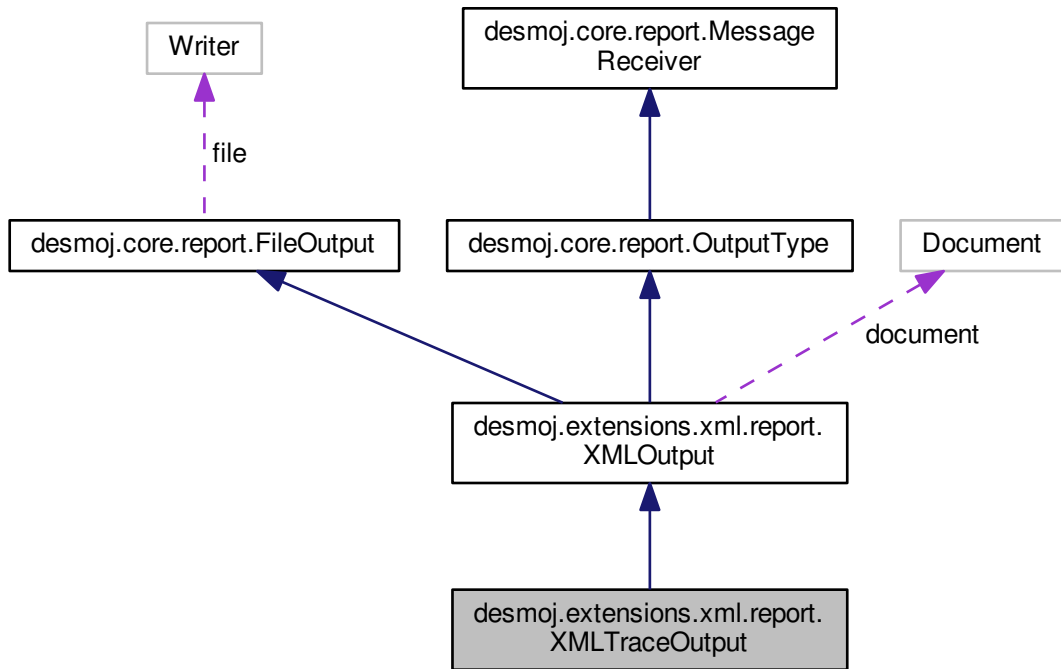 Writer
desmoj.core.report.Message
Receiver
file
desmoj.core.report.FileOutput
desmoj.core.report.OutputType
Document
document
desmoj.extensions.xml.report.
XMLOutput
desmoj.extensions.xml.report.
XMLTraceOutput